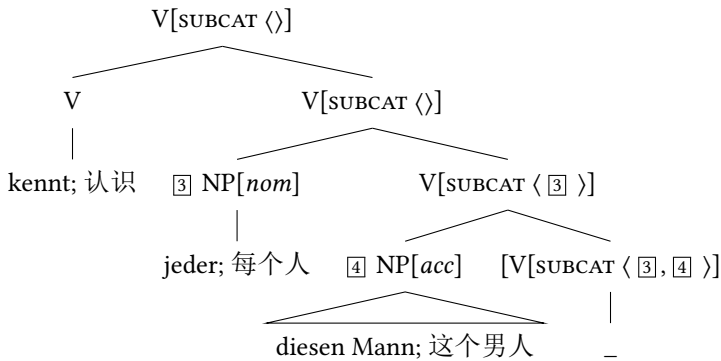 V[SUBCAT ⟨⟩]
V V[SUBCAT ⟨⟩]
kennt; 认识 3 NP[nom] V[SUBCAT ⟨ 3 ⟩]
jeder; 每个人 4 NP[acc] [V[SUBCAT ⟨ 3, 4 ⟩]
diesen Mann; 这个男人 _